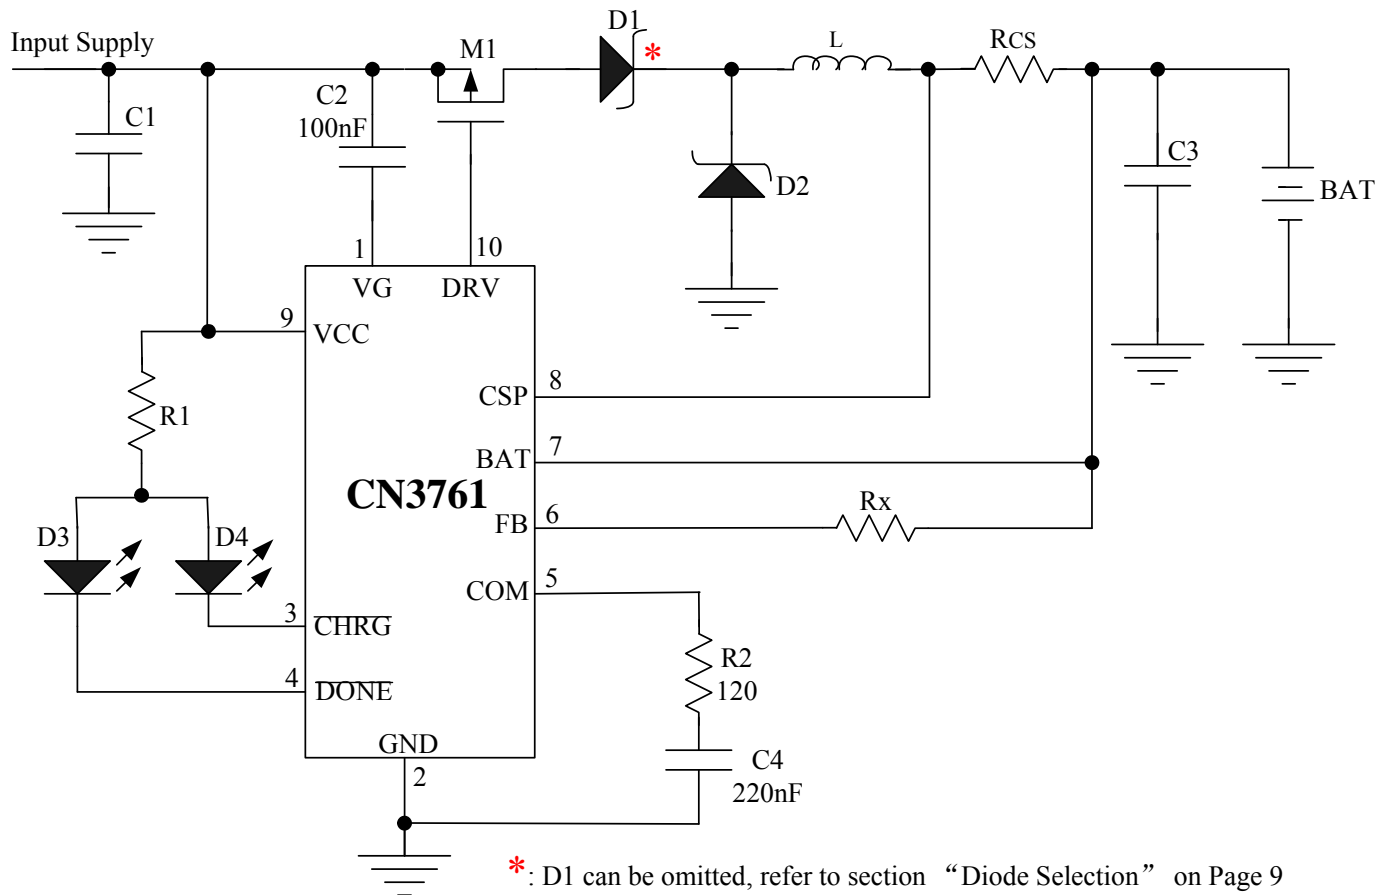 Input Supply
D1
*
M1
L
RCS
C1
C2
100nF
C3
D2
BAT
1
10
VG
DRV
9
VCC
8
CSP
R1
7
BAT
CN3761
Rx
6
FB
D3
D4
5
COM
3
CHRG
R2
120
4
DONE
GND
C4
220nF
2
*: D1 can be omitted, refer to section “Diode Selection” on Page 9